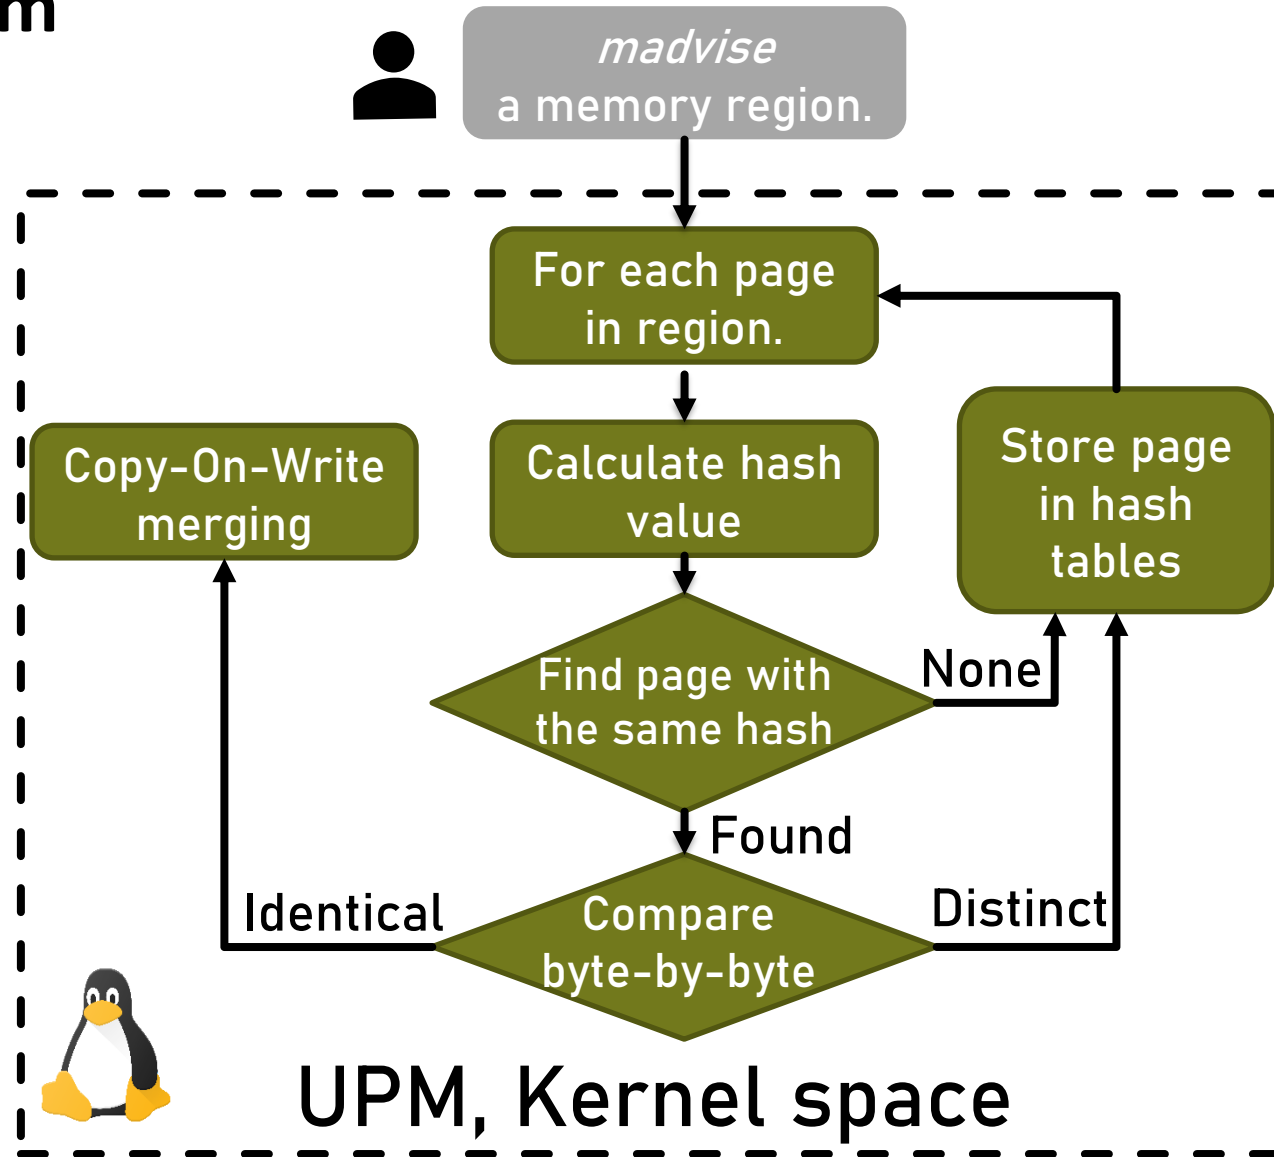 m
madvise
a memory region.
For each page
in region.
Calculate hash
value
Copy-On-Write
merging
Store page
in hash
tables
Find page with
the same hash
None
Found
Compare
byte-by-byte
Identical
Distinct
UPM, Kernel space